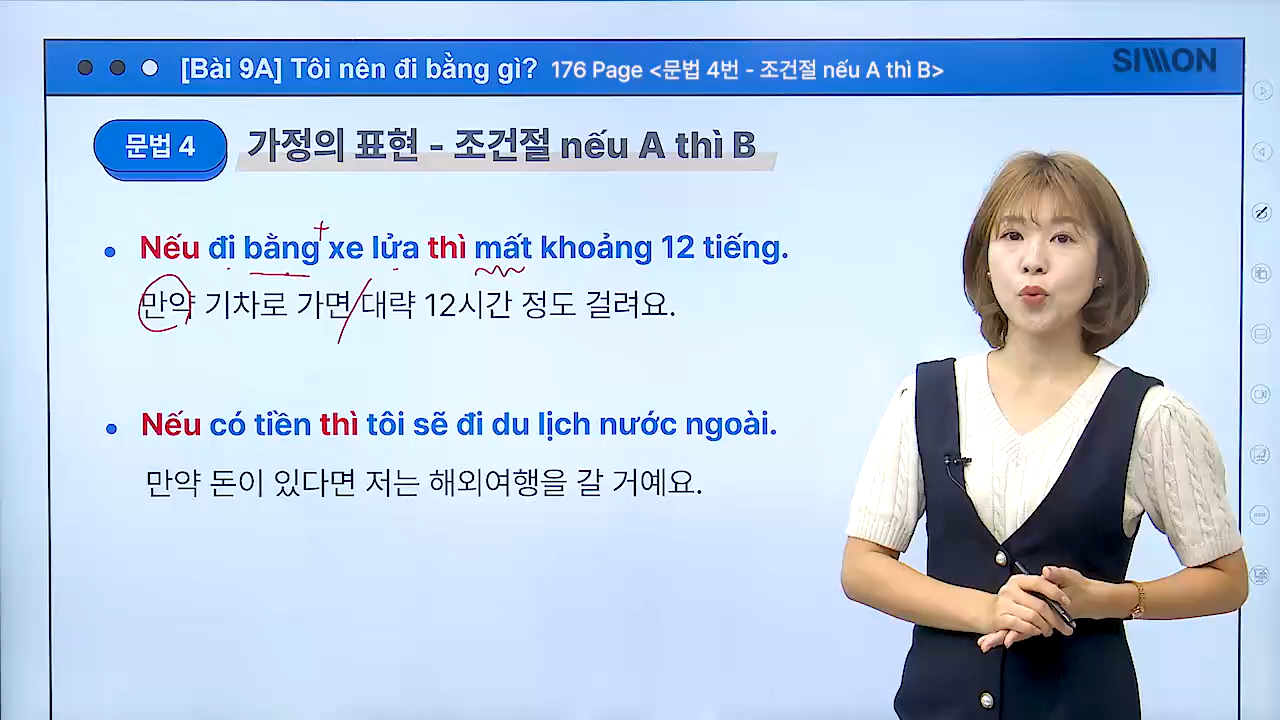 [Bài 9A] Tôi nên đi bằng gì? 176 Page <문법 4번 - 조건절 nếu A thì B>
SIWON
문법 4
가정의 표현 - 조건절 nếu A thì B
• Nếu đi bằng xe lửa thì mất khoảng 12 tiếng.
만약 기차로 가면 대략 12시간 정도 걸려요.
• Nếu có tiền thì tôi sẽ đi du lịch nước ngoài.
만약 돈이 있다면 저는 해외여행을 갈 거예요.